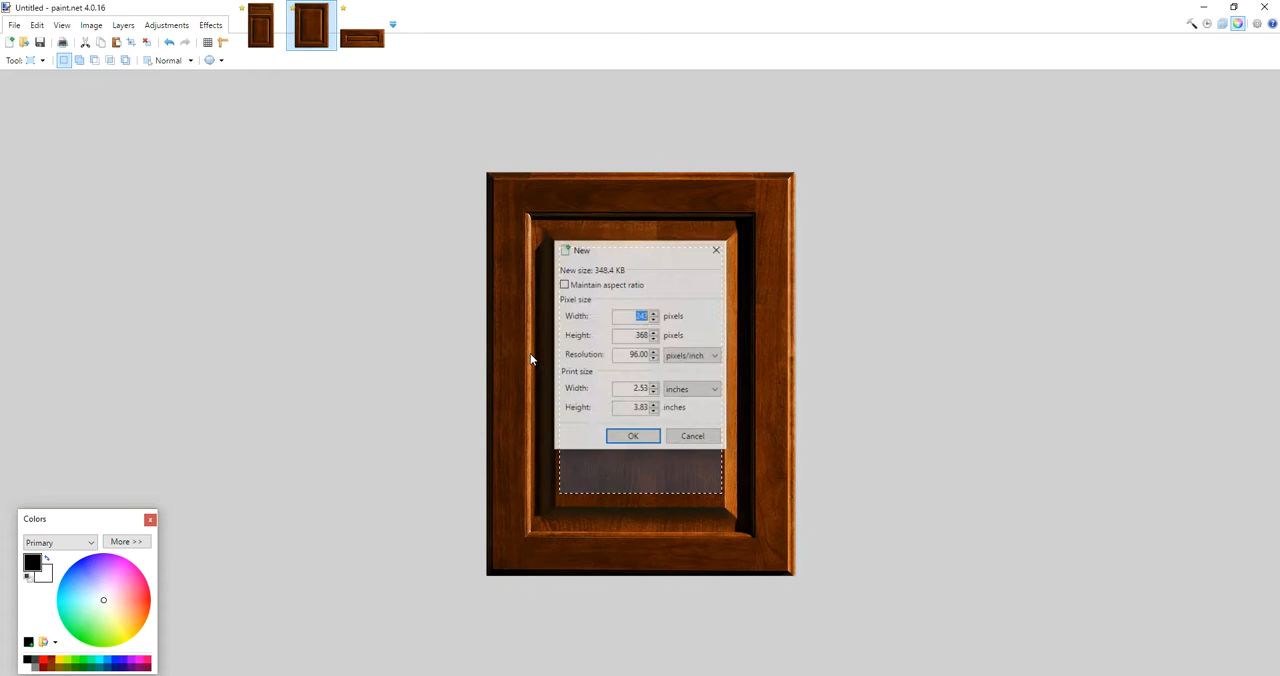 Untitled - paint.net 4.0.16
File Edit View Image Layers Adjustments Effects
Tool: Normal
New
New size: 348.4 KB
Maintain aspect ratio
Pixel size
Width: 243 pixels
Height: 368 pixels
Resolution: 96.00 pixels/inch
Print size
Width: 2.53 inches
Height: 3.83 inches
OK Cancel
Colors
Primary More >>